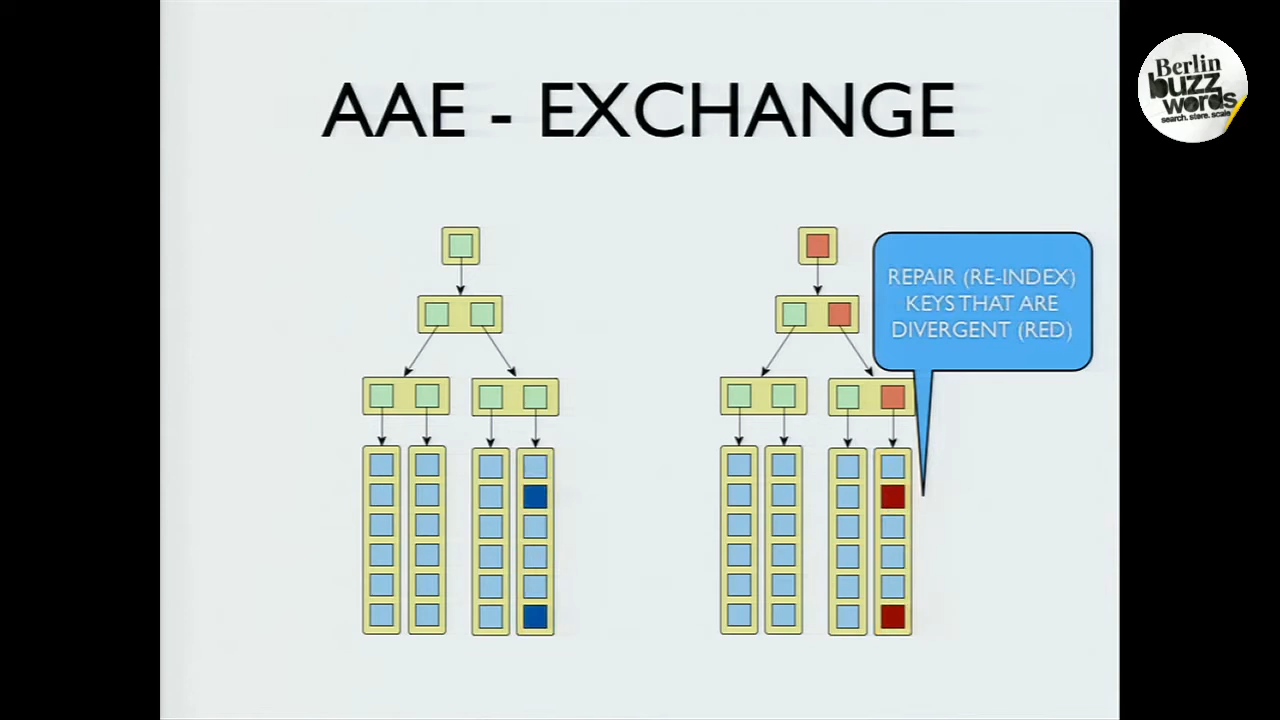 AAE - EXCHANGE
Berlin
buzz
words
search. store. scale
REPAIR (RE-INDEX)
KEYS THAT ARE
DIVERGENT (RED)